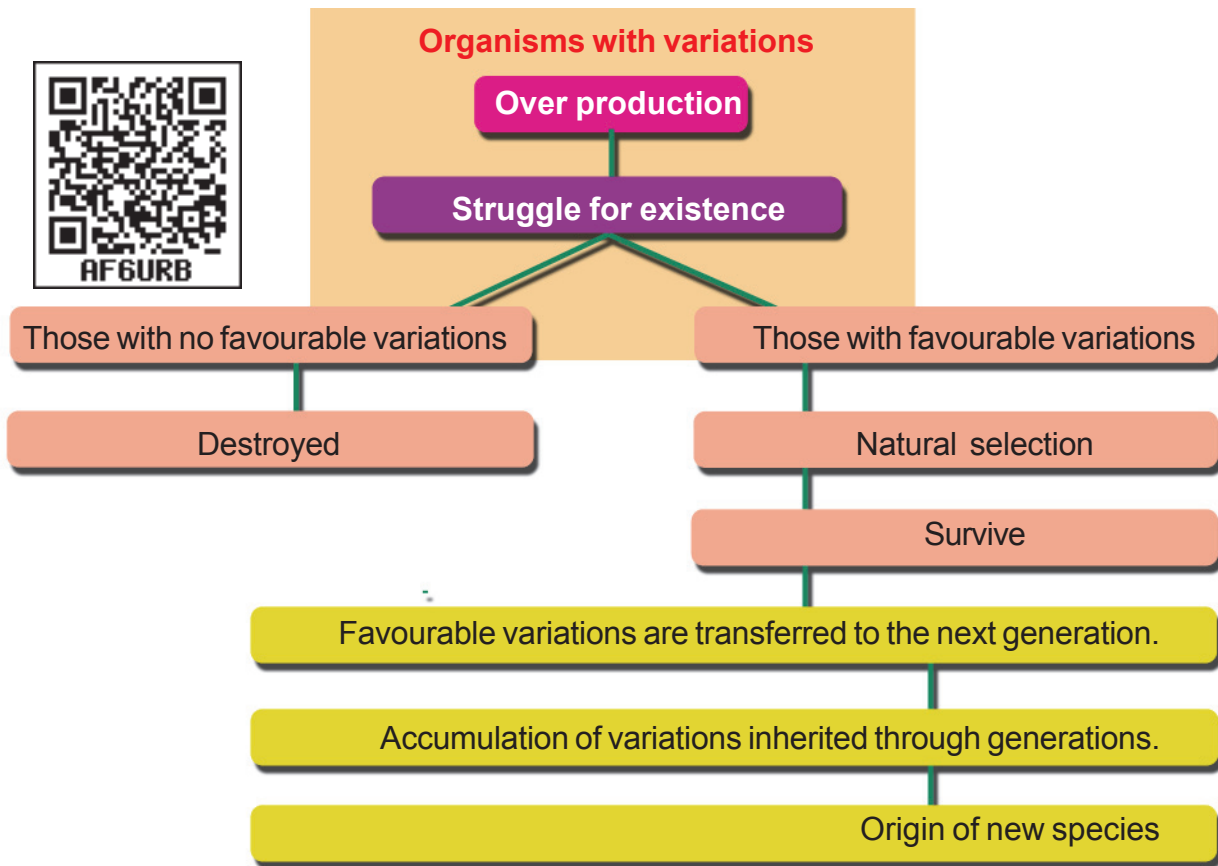 Organisms with variations
Over production
Struggle for existence
AF6URB
Those with no favourable variations
Those with favourable variations
Destroyed
Natural selection
Survive
Favourable variations are transferred to the next generation.
Accumulation of variations inherited through generations.
Origin of new species